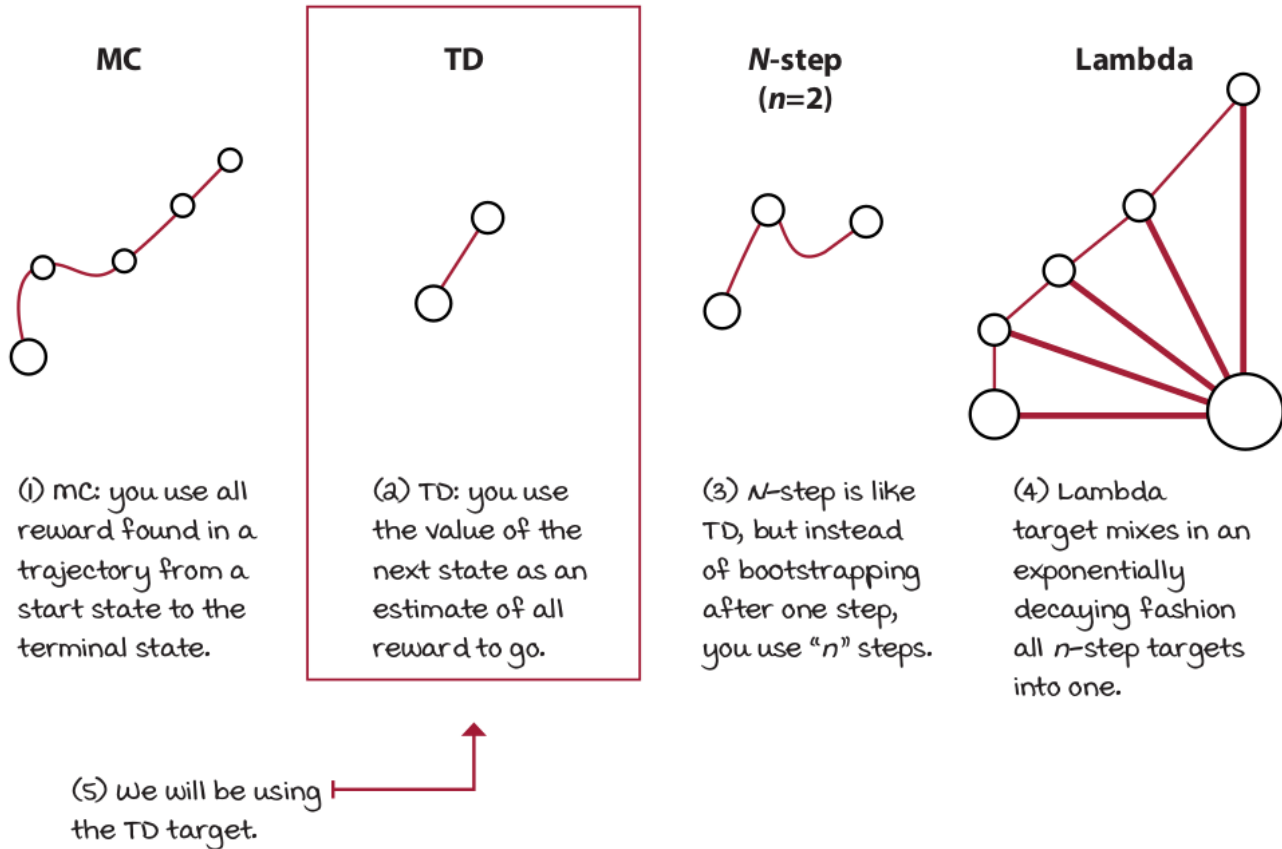 MC
TD
N-step
(n=2)
Lambda
(1) MC: you use all
reward found in a
trajectory from a
start state to the
terminal state.
(2) TD: you use
the value of the
next state as an
estimate of all
reward to go.
(3) N-step is like
TD, but instead
of bootstrapping
after one step,
you use “n” steps.
(4) Lambda
target mixes in an
exponentially
decaying fashion
all n-step targets
into one.
(5) We will be using
the TD target.